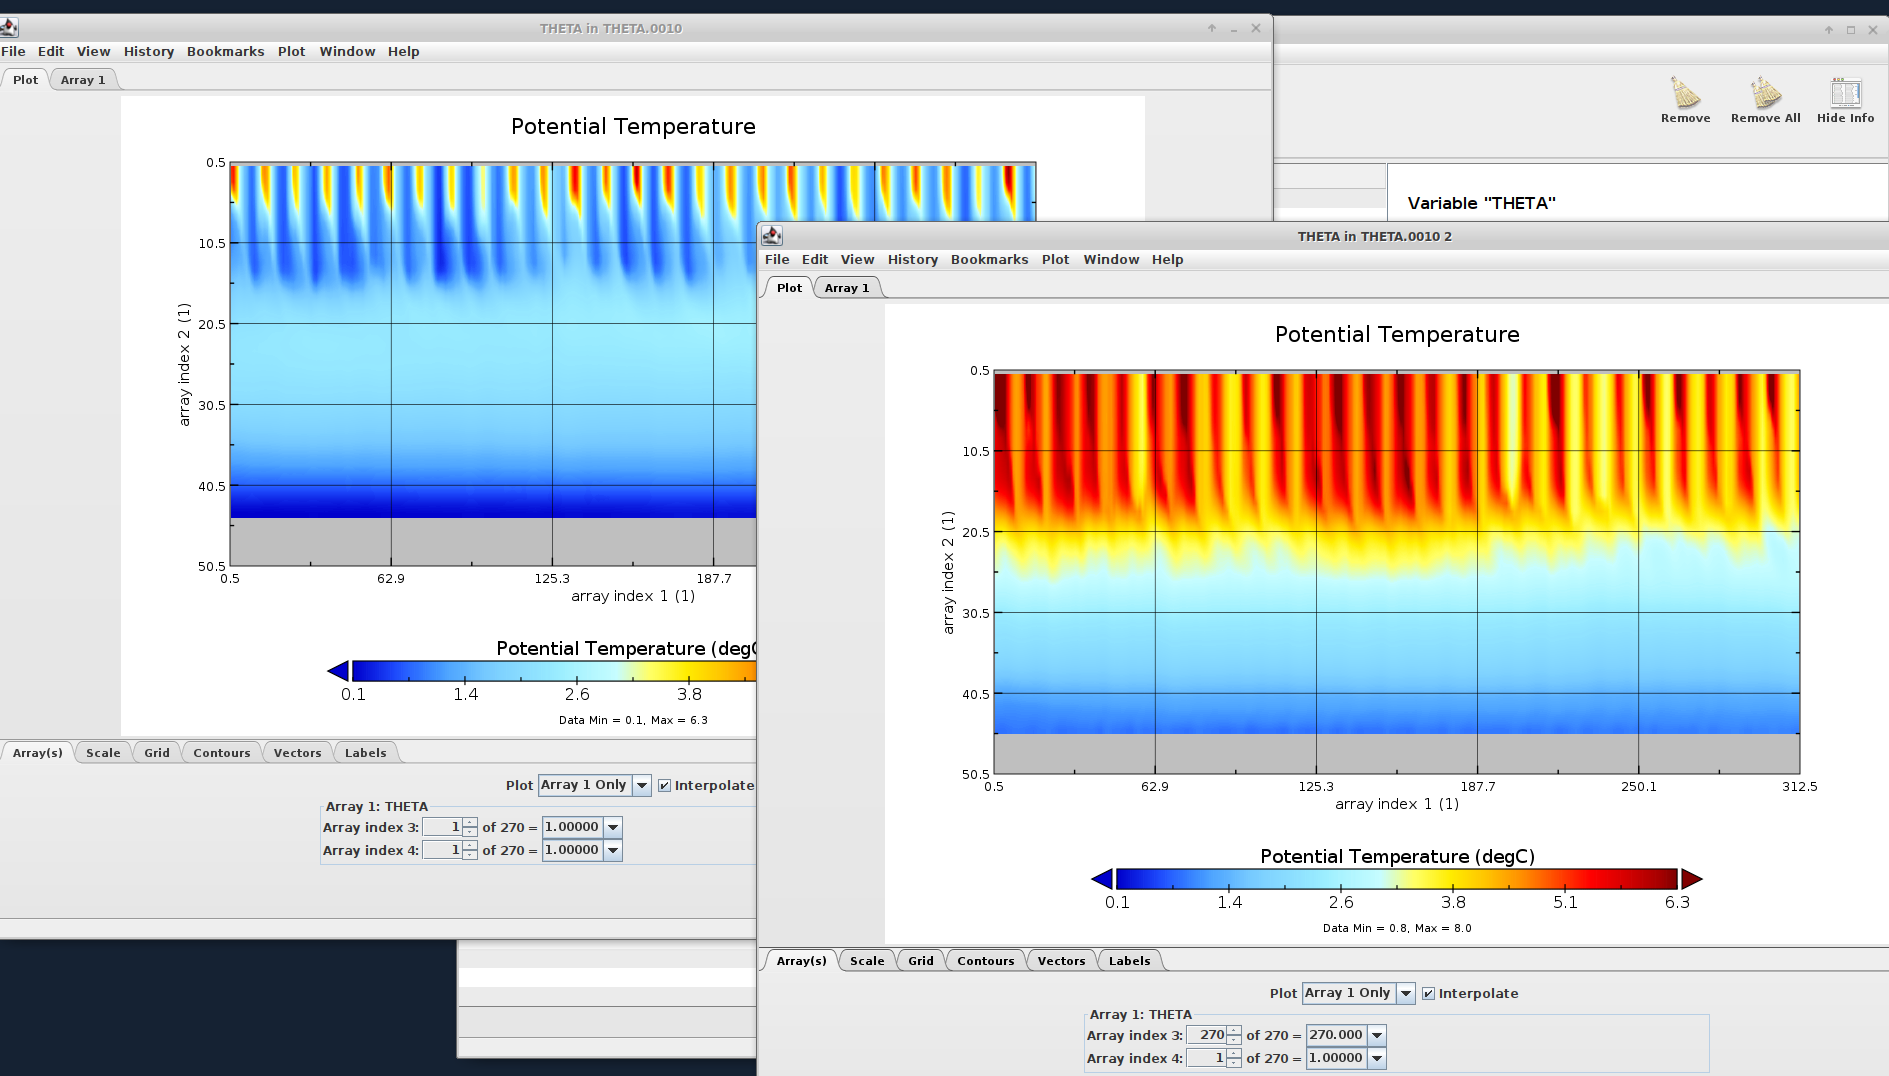 THETA in THETA.0010
File Edit View History Bookmarks Plot Window Help
Plot Array 1
Potential Temperature
0.5
10.5
20.5
30.5
40.5
50.5
array index 2 (1)
0.5 62.9 125.3 187.7
array index 1 (1)
Potential Temperature (deg
0.1 1.4 2.6 3.8
Data Min = 0.1, Max = 6.3
Array(s) Scale Grid Contours Vectors Labels
Plot Array 1 Only Interpolate
Array 1: THETA
Array index 3: 1 of 270 = 1.00000
Array index 4: 1 of 270 = 1.00000
Remove Remove All Hide Info
Variable "THETA"
THETA in THETA.0010 2
File Edit View History Bookmarks Plot Window Help
Plot Array 1
Potential Temperature
0.5
10.5
20.5
30.5
40.5
50.5
array index 2 (1)
0.5 62.9 125.3 187.7 250.1 312.5
array index 1 (1)
Potential Temperature (degC)
0.1 1.4 2.6 3.8 5.1 6.3
Data Min = 0.8, Max = 8.0
Array(s) Scale Grid Contours Vectors Labels
Plot Array 1 Only Interpolate
Array 1: THETA
Array index 3: 270 of 270 = 270.000
Array index 4: 1 of 270 = 1.00000